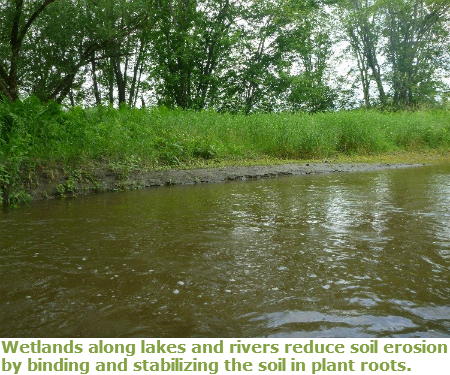 Wetlands along lakes and rivers reduce soil erosion
by binding and stabilizing the soil in plant roots.